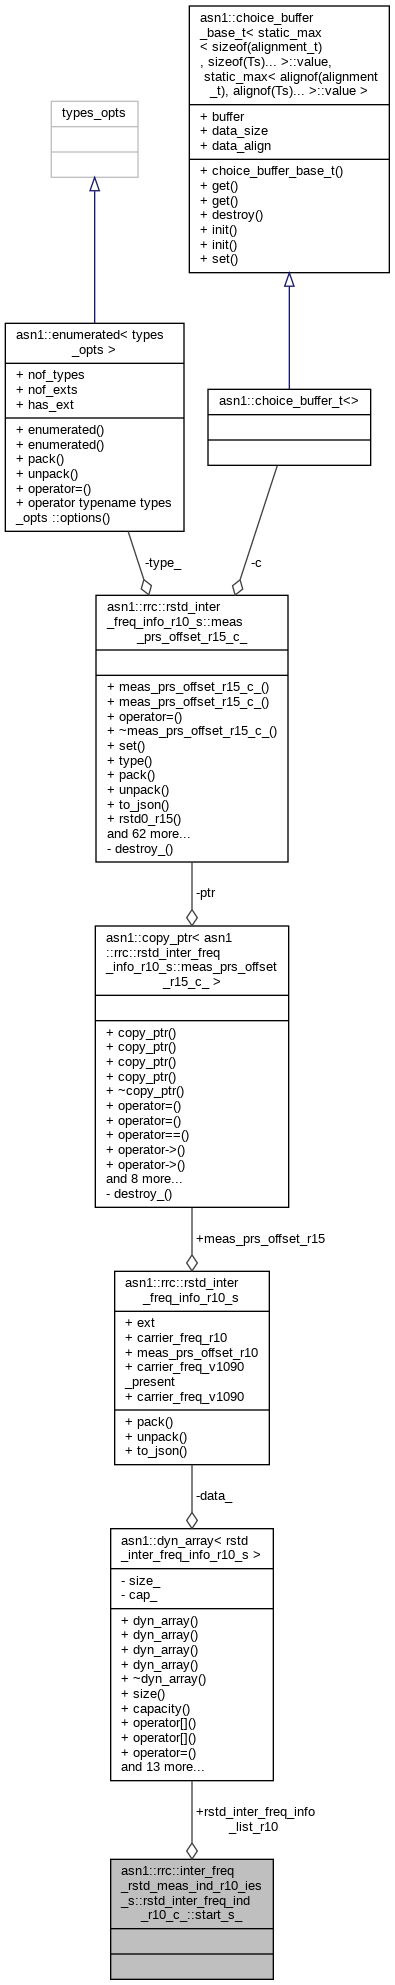 asn1::choice_buffer
_base_t< static_max
< sizeof(alignment_t)
, sizeof(Ts)... >::value,
static_max< alignof(alignment
_t), alignof(Ts)... >::value >
+ buffer
+ data_size
+ data_align
+ choice_buffer_base_t()
+ get()
+ get()
+ destroy()
+ init()
+ init()
+ set()
types_opts
asn1::enumerated< types
_opts >
+ nof_types
+ nof_exts
+ has_ext
+ enumerated()
+ enumerated()
+ pack()
+ unpack()
+ operator=()
+ operator typename types
_opts ::options()
asn1::choice_buffer_t<>
-type_
-c
asn1::rrc::rstd_inter
_freq_info_r10_s::meas
_prs_offset_r15_c_
+ meas_prs_offset_r15_c_()
+ meas_prs_offset_r15_c_()
+ operator=()
+ ~meas_prs_offset_r15_c_()
+ set()
+ type()
+ pack()
+ unpack()
+ to_json()
+ rstd0_r15()
and 62 more...
- destroy_()
-ptr
asn1::copy_ptr< asn1
::rrc::rstd_inter_freq
_info_r10_s::meas_prs_offset
_r15_c_ >
+ copy_ptr()
+ copy_ptr()
+ copy_ptr()
+ copy_ptr()
+ ~copy_ptr()
+ operator=()
+ operator=()
+ operator==()
+ operator->()
+ operator->()
and 8 more...
- destroy_()
+meas_prs_offset_r15
asn1::rrc::rstd_inter
_freq_info_r10_s
+ ext
+ carrier_freq_r10
+ meas_prs_offset_r10
+ carrier_freq_v1090
_present
+ carrier_freq_v1090
+ pack()
+ unpack()
+ to_json()
-data_
asn1::dyn_array< rstd
_inter_freq_info_r10_s >
- size_
- cap_
+ dyn_array()
+ dyn_array()
+ dyn_array()
+ dyn_array()
+ ~dyn_array()
+ size()
+ capacity()
+ operator[]()
+ operator[]()
+ operator=()
and 13 more...
+rstd_inter_freq_info
_list_r10
asn1::rrc::inter_freq
_rstd_meas_ind_r10_ies
_s::rstd_inter_freq_ind
_r10_c_::start_s_